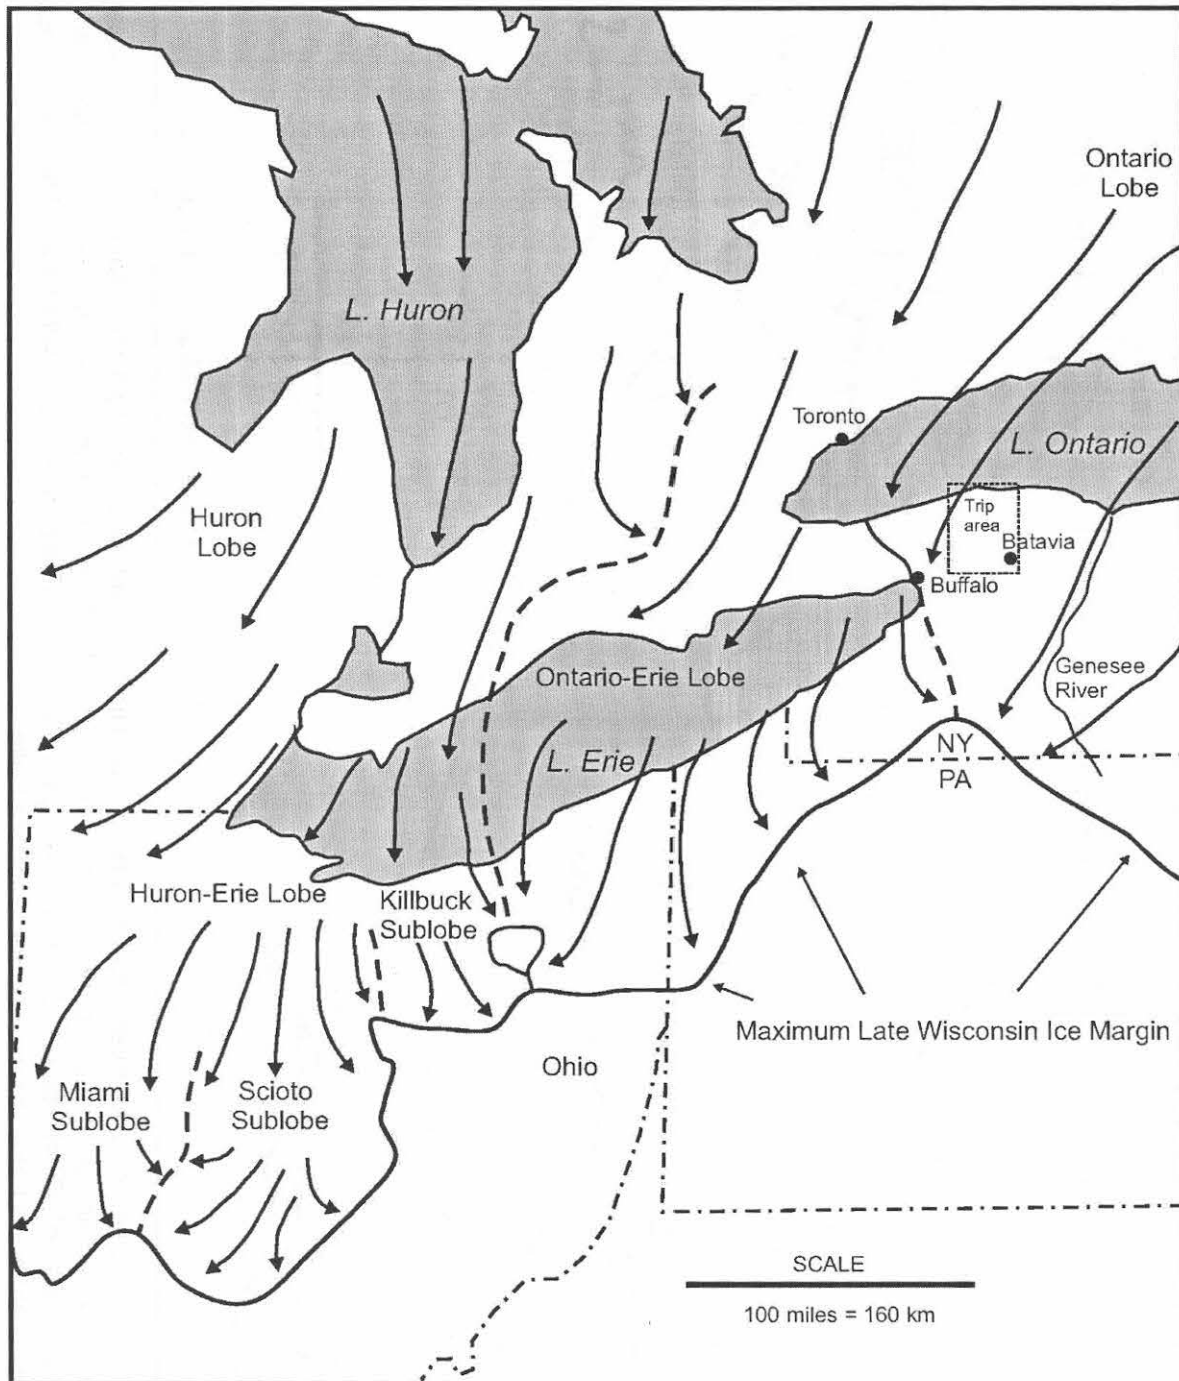 Ontario
Lobe
L. Huron
Toronto
L. Ontario
Huron
Lobe
Trip
area
Batavia
Buffalo
Ontario-Erie Lobe
Genesee
River
L. Erie
NY
PA
Huron-Erie Lobe
Killbuck
Sublobe
Maximum Late Wisconsin Ice Margin
Ohio
Miami
Sublobe
Scioto
Sublobe
SCALE
100 miles = 160 km